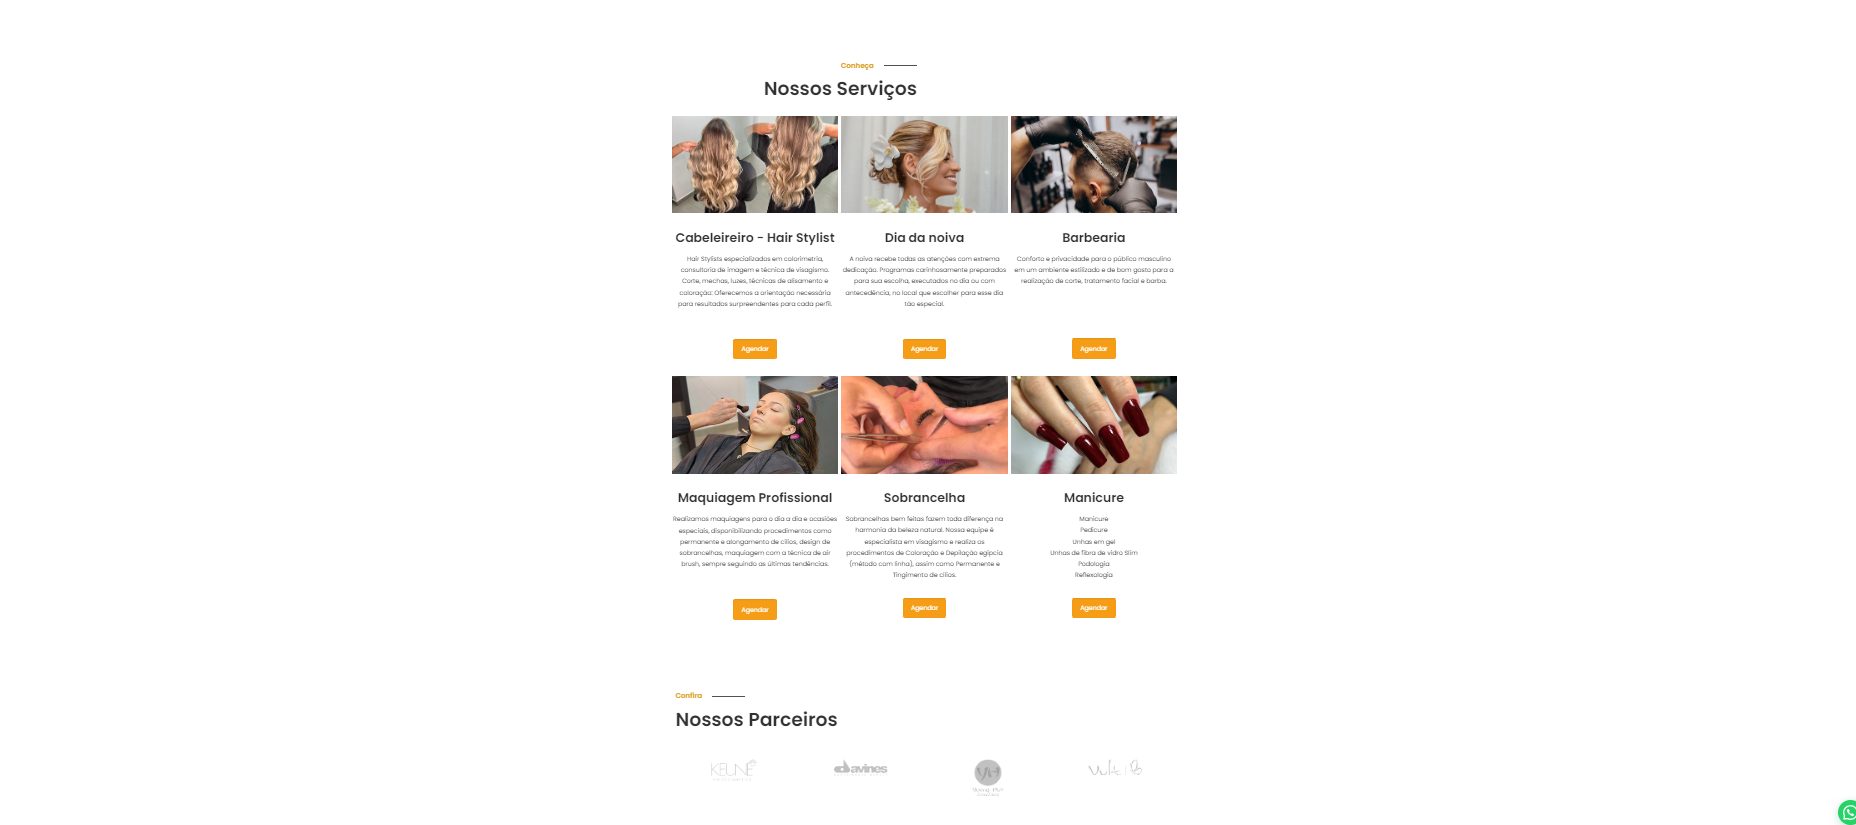 Conheça
Nossos Serviços
Cabeleireiro - Hair Stylist
Hair Stylists especializados em colorimetria,
consultoria de imagem e técnica de visagismo.
Corte, mechas, luzes, técnicas de alisamento e
coloração: Oferecemos a orientação necessária
para resultados surpreendentes para cada perfil.
Agendar
Dia da noiva
A noiva recebe todas as atenções com extrema
dedicação. Programas carinhosamente preparados
para sua escolha, executados no dia ou com
antecedência, no local que escolher para esse dia
tão especial.
Agendar
Barbearia
Conforto e privacidade para o público masculino
em um ambiente estilizado e de bom gosto para a
realização de corte, tratamento facial e barba.
Agendar
Maquiagem Profissional
Realizamos maquiagens para o dia a dia e ocasiões
especiais, disponibilizando procedimentos como
permanente e alongamento de cílios, design de
sobrancelhas, maquiagem com a técnica de air
brush, sempre seguindo as últimas tendências.
Agendar
Sobrancelha
Sobrancelhas bem feitas fazem toda diferença na
harmonia da beleza natural. Nossa equipe é
especialista em visagismo e realiza os
procedimentos de Coloração e Depilação egípcia
(método com linha), assim como Permanente e
Tingimento de cílios.
Agendar
Manicure
Manicure
Pedicure
Unhas em gel
Unhas de fibra de vidro Slim
Podologia
Reflexologia
Agendar
Confira
Nossos Parceiros
KEUNE
davines